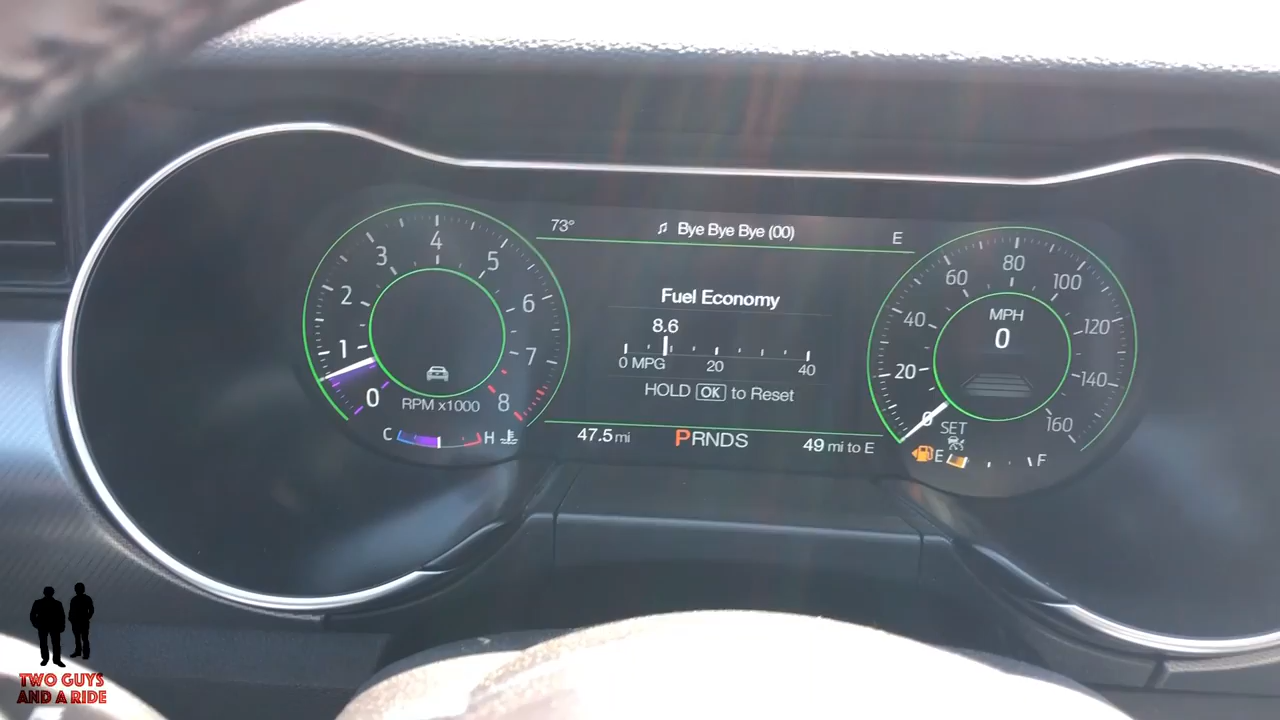 73° ♫ Bye Bye Bye (00) E
0 1 2 3 4 5 6 7 8
RPM x1000
C H
Fuel Economy
8.6
0 MPG 20 40
HOLD OK to Reset
47.5 mi PRNDS 49 mi to E
0 20 40 60 80 100 120 140 160
MPH
0
SET
E F
TWO GUYS
AND A RIDE